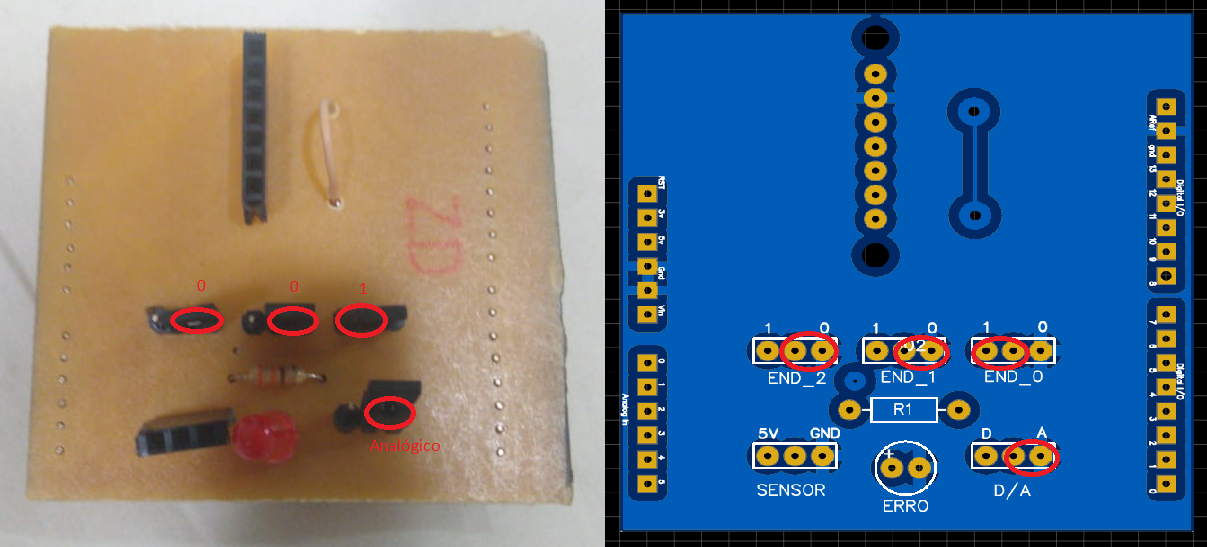 0
0
1
ZD
Analógico
RST
3v
5v
Gnd
Vin
0
1
2
3
4
5
Analog In
1 0
1 0
1 0
END_2
END_1
END_0
R1
5V GND
SENSOR
+
ERRO
D A
D/A
ARef
gnd
13
12
11
10
9
8
Digital I/O
7
6
5
4
3
2
1
0
Digital I/O